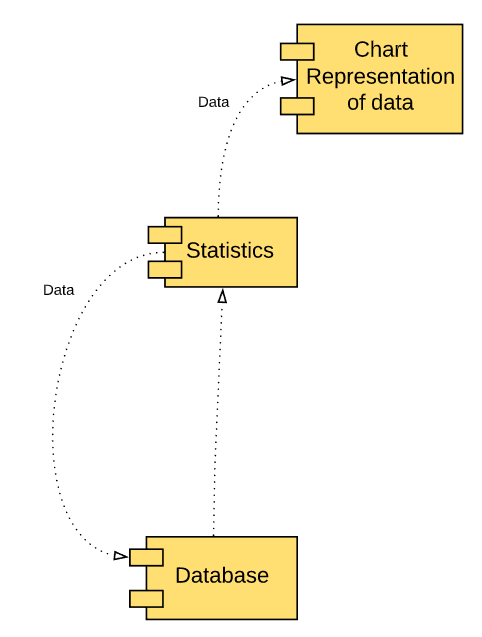 Chart
Representation
of data
Data
Statistics
Data
Database